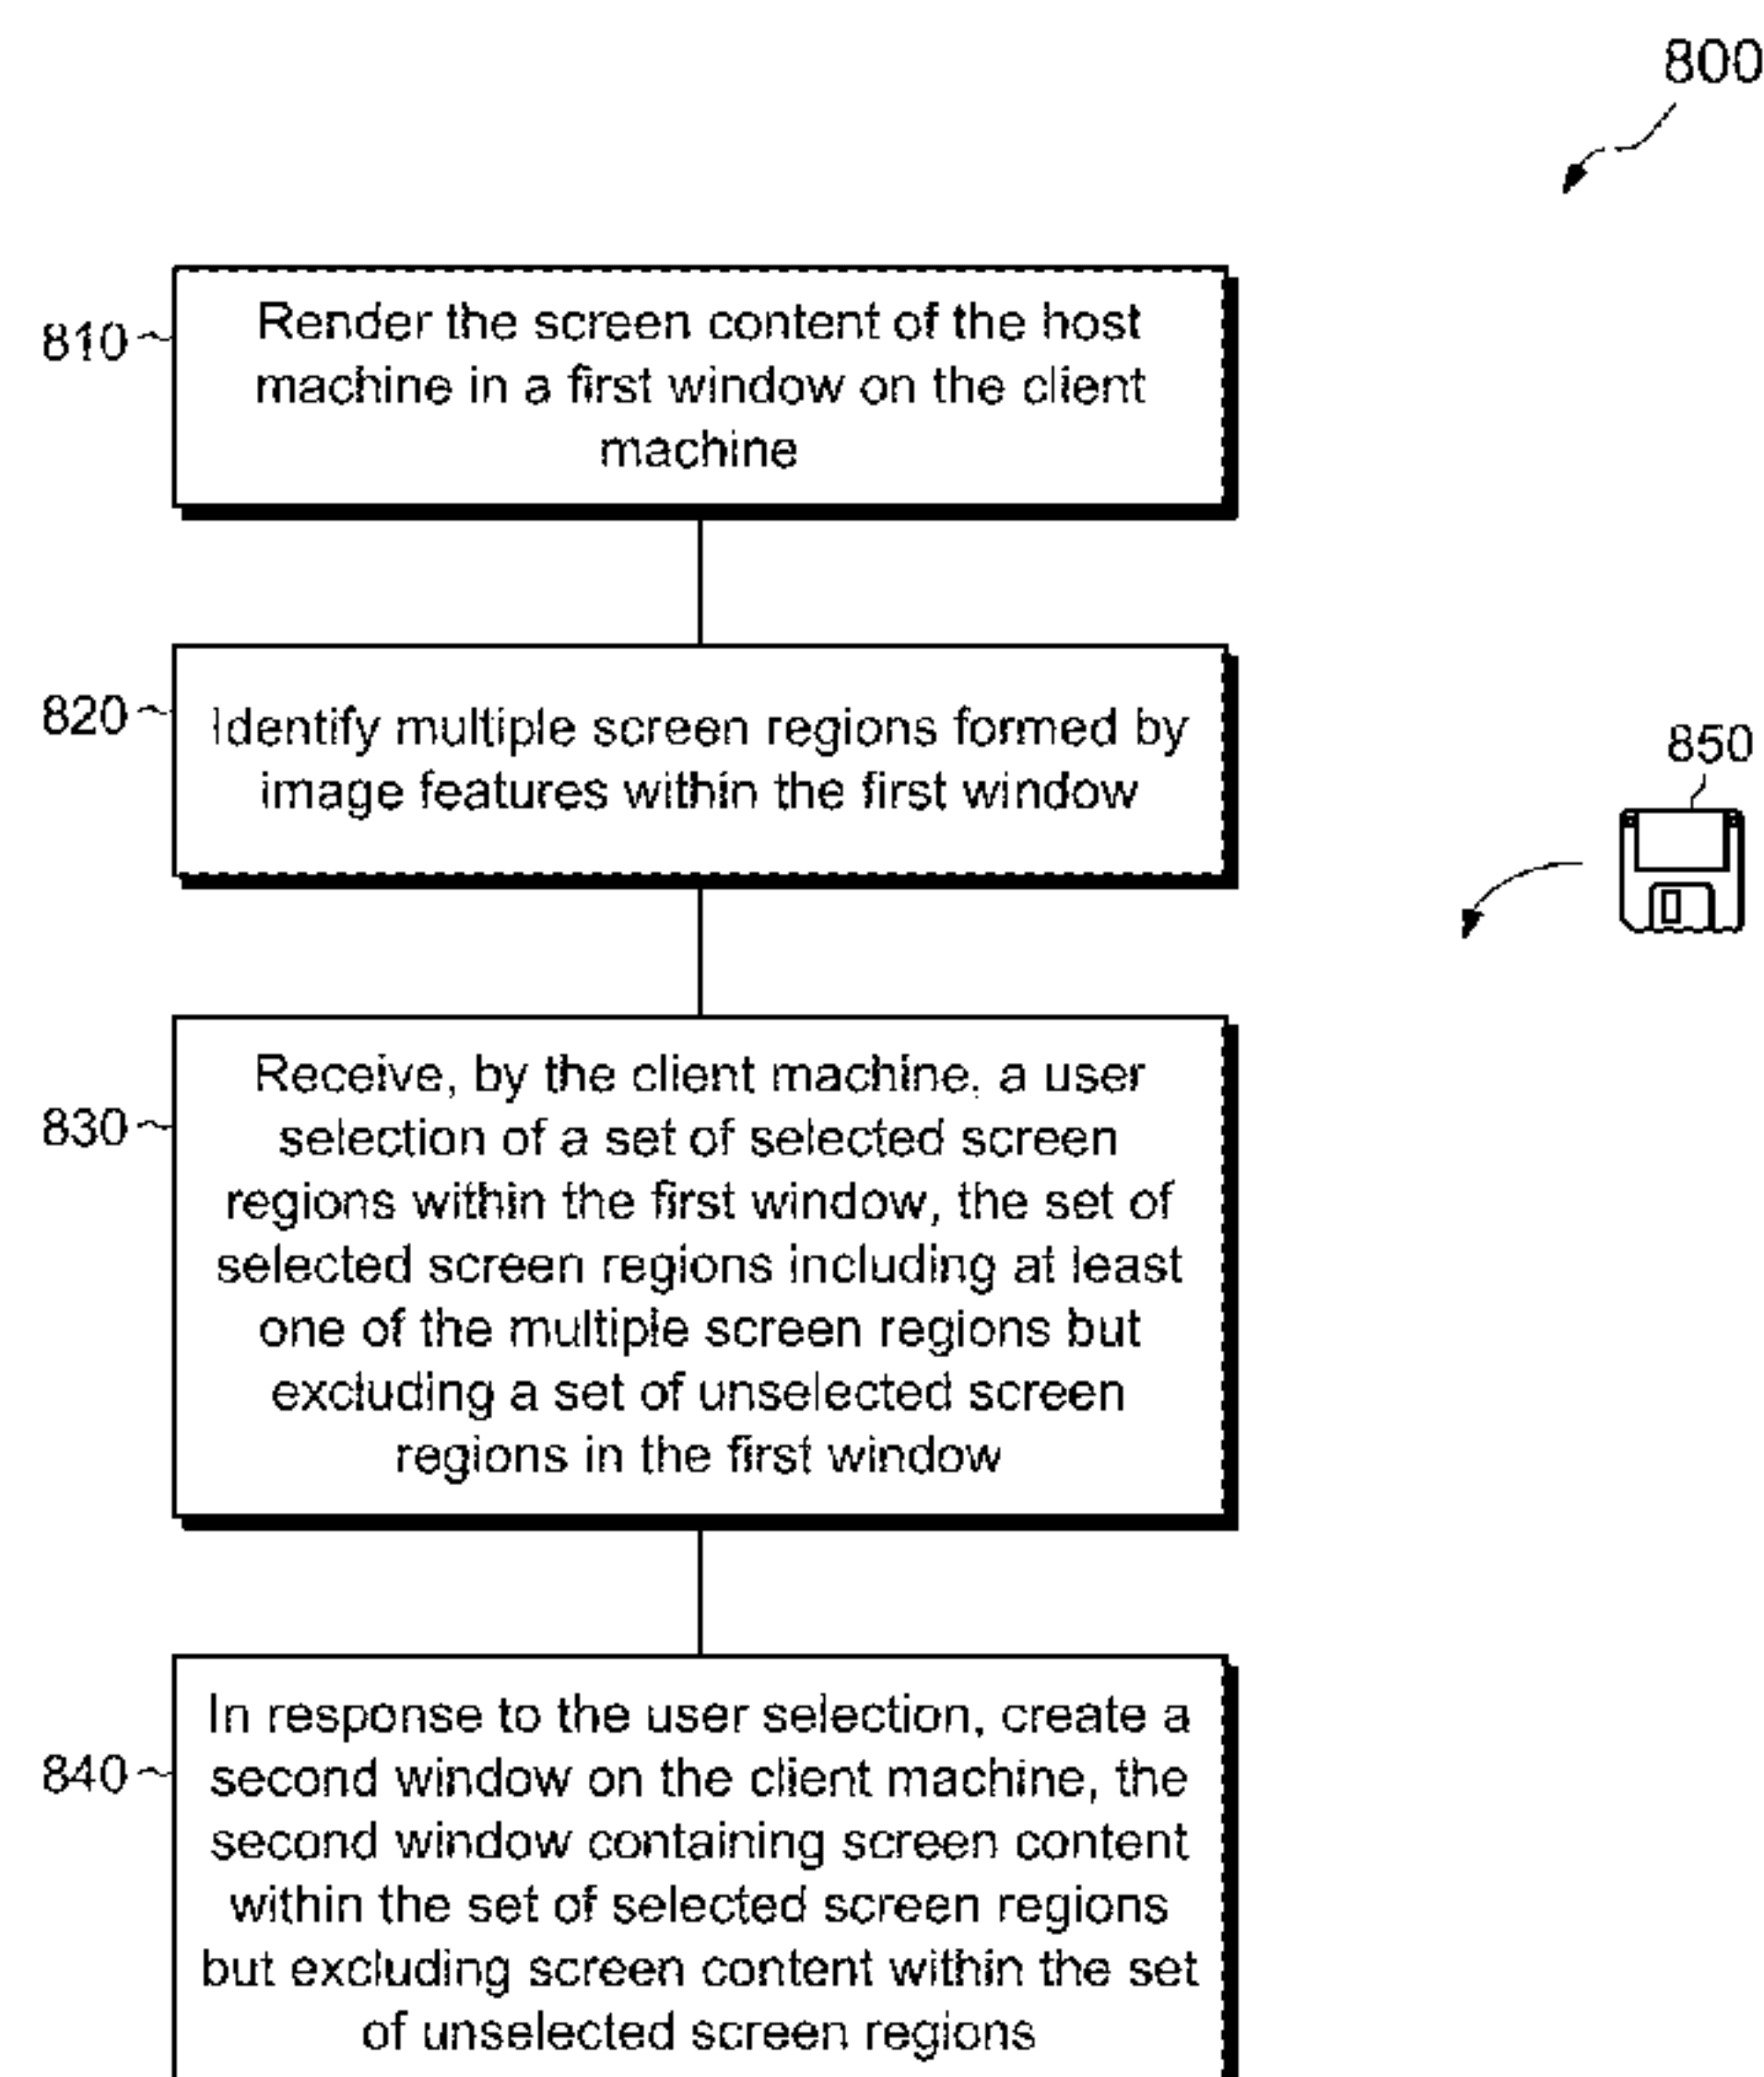 800
810
Render the screen content of the host
machine in a first window on the client
machine
820
Identify multiple screen regions formed by
image features within the first window
850
830
Receive, by the client machine, a user
selection of a set of selected screen
regions within the first window, the set of
selected screen regions including at least
one of the multiple screen regions but
excluding a set of unselected screen
regions in the first window
840
In response to the user selection, create a
second window on the client machine, the
second window containing screen content
within the set of selected screen regions
but excluding screen content within the set
of unselected screen regions